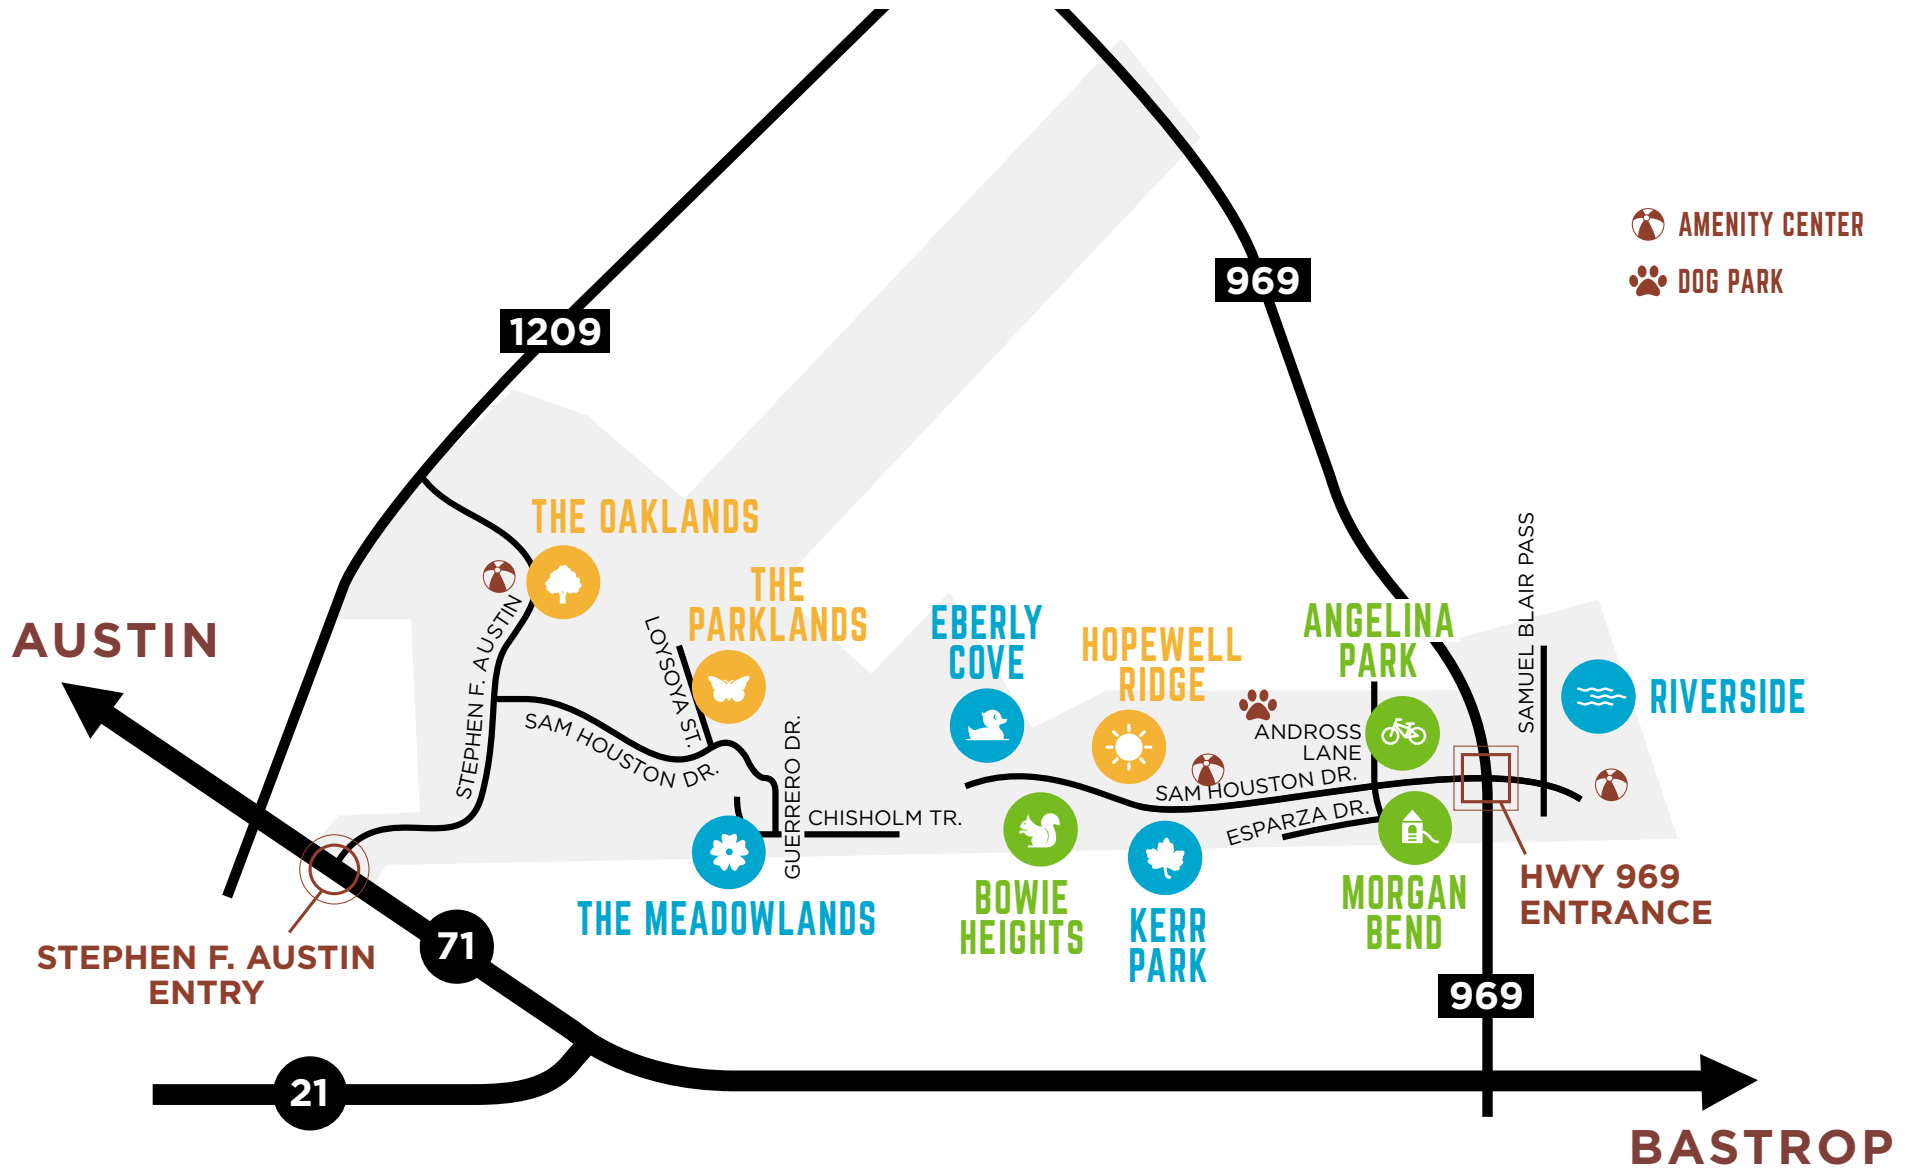 AMENITY CENTER
DOG PARK
969
1209
THE OAKLANDS
THE
PARKLANDS
EBERLY
COVE
HOPEWELL
RIDGE
ANGELINA
PARK
SAMUEL BLAIR PASS
RIVERSIDE
AUSTIN
STEPHEN F. AUSTIN
LOYSOYA ST.
SAM HOUSTON DR.
GUERRERO DR.
CHISHOLM TR.
ANDROSS
LANE
SAM HOUSTON DR.
ESPARZA DR.
THE MEADOWLANDS
BOWIE
HEIGHTS
KERR
PARK
MORGAN
BEND
HWY 969
ENTRANCE
STEPHEN F. AUSTIN
ENTRY
71
969
21
BASTROP